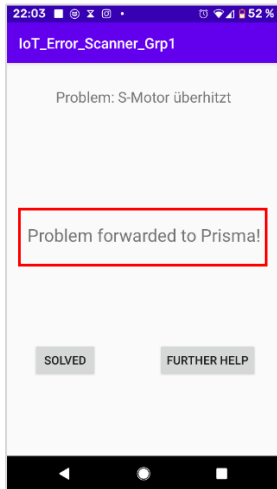 22:03 52 %
IoT_Error_Scanner_Grp1
Problem: S-Motor überhitzt
Problem forwarded to Prisma!
SOLVED FURTHER HELP